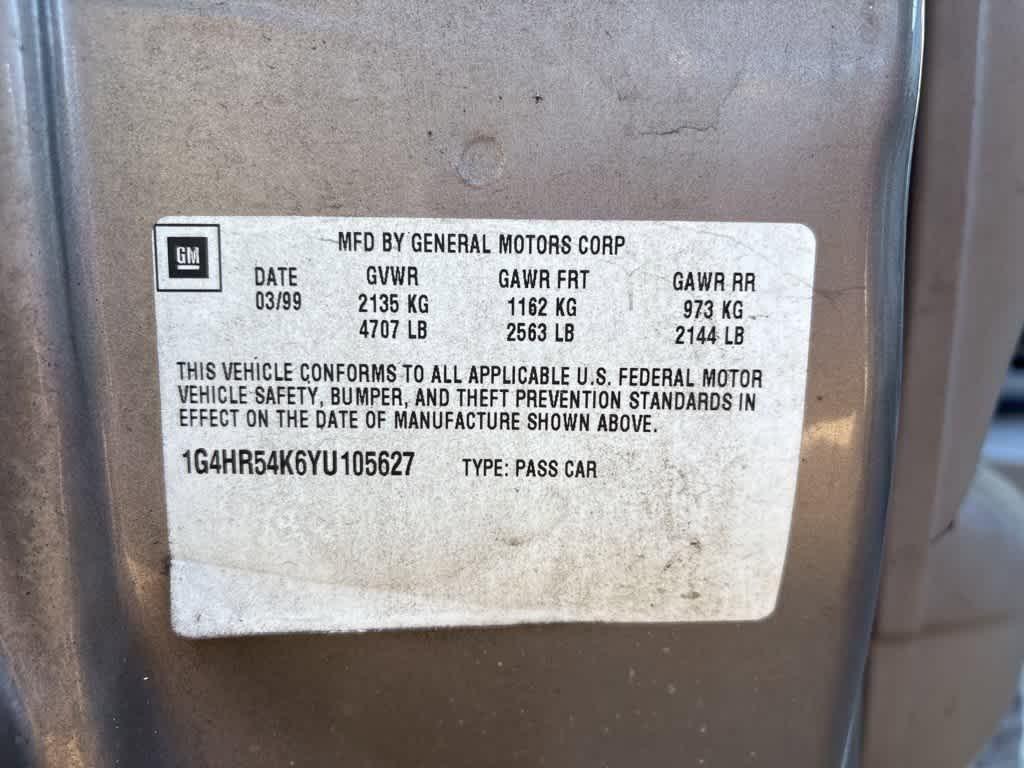 GM
MFD BY GENERAL MOTORS CORP
DATE GVWR GAWR FRT GAWR RR
03/99 2135 KG 1162 KG 973 KG
4707 LB 2563 LB 2144 LB
THIS VEHICLE CONFORMS TO ALL APPLICABLE U.S. FEDERAL MOTOR
VEHICLE SAFETY, BUMPER, AND THEFT PREVENTION STANDARDS IN
EFFECT ON THE DATE OF MANUFACTURE SHOWN ABOVE.
1G4HR54K6YU105627 TYPE: PASS CAR